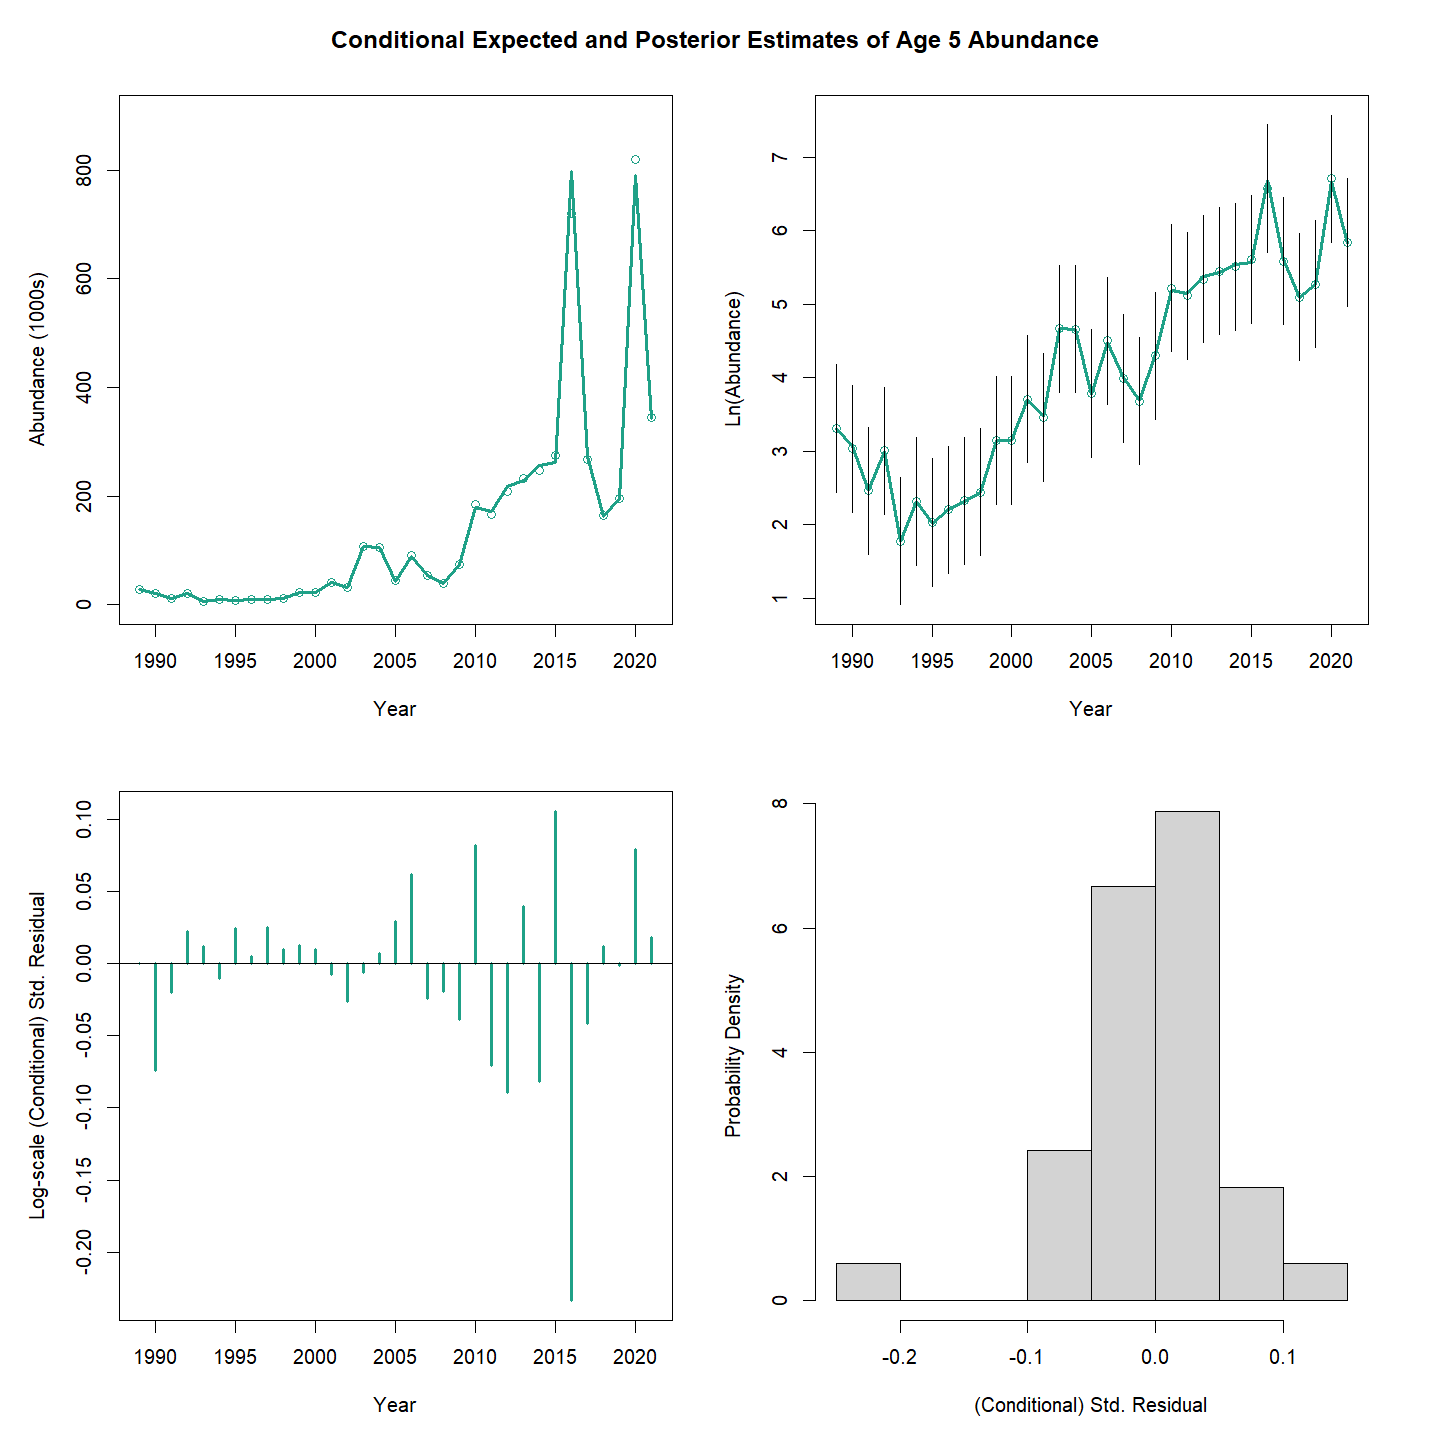 Conditional Expected and Posterior Estimates of Age 5 Abundance
Abundance (1000s)
800
600
400
200
0
1990 1995 2000 2005 2010 2015 2020
Year
Ln(Abundance)
7
6
5
4
3
2
1
1990 1995 2000 2005 2010 2015 2020
Year
Log-scale (Conditional) Std. Residual
0.10
0.05
0.00
-0.05
-0.10
-0.15
-0.20
1990 1995 2000 2005 2010 2015 2020
Year
Probability Density
8
6
4
2
0
-0.2 -0.1 0.0 0.1
(Conditional) Std. Residual